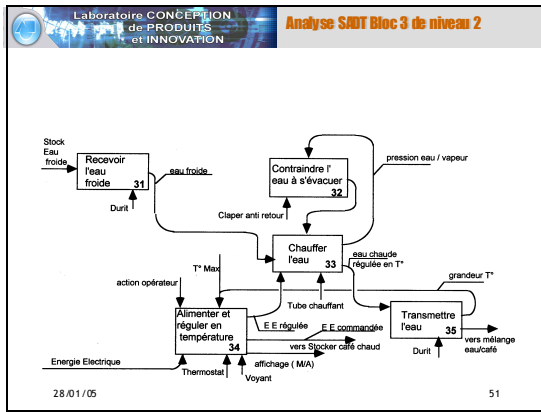 Laboratoire CONCEPTION
de PRODUITS
et INNOVATION
Analyse SADT Bloc 3 de niveau 2
Stock
Eau
froide
Recevoir
l'eau
froide 31
eau froide
Durit
Contraindre l'
eau à s'évacuer
32
pression eau / vapeur
Claper anti retour
Chauffer
l'eau
33
eau chaude
régulée en T°
T° Max
action opérateur
grandeur T°
Tube chauffant
Alimenter et
réguler en
température
34
E E régulée
E E commandée
vers Stocker café chaud
Transmettre
l'eau
35
vers mélange
eau/café
Durit
Energie Electrique
affichage ( M/A)
Thermostat
Voyant
28/01/05
51